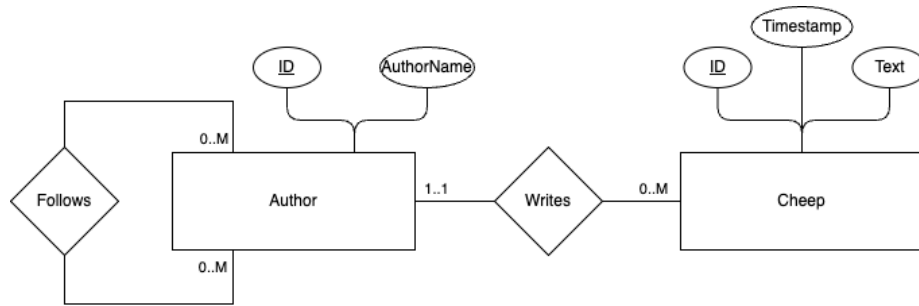 Timestamp
ID
AuthorName
ID
Text
0..M
Follows
Author
1..1
Writes
0..M
Cheep
0..M